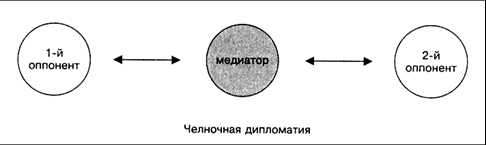 1-й
оппонент
медиатор
2-й
оппонент
Челночная дипломатия